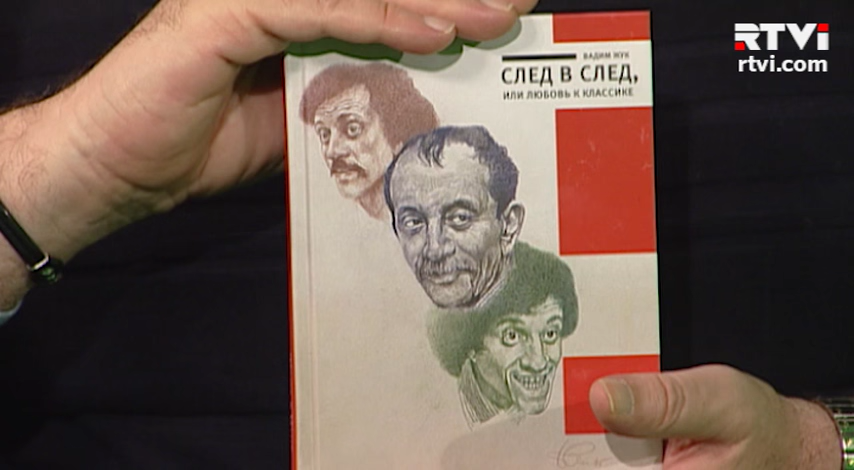 RTVI
rtvi.com
ВАДИМ ЖУК
СЛЕД В СЛЕД,
ИЛИ ЛЮБОВЬ К КЛАССИКЕ